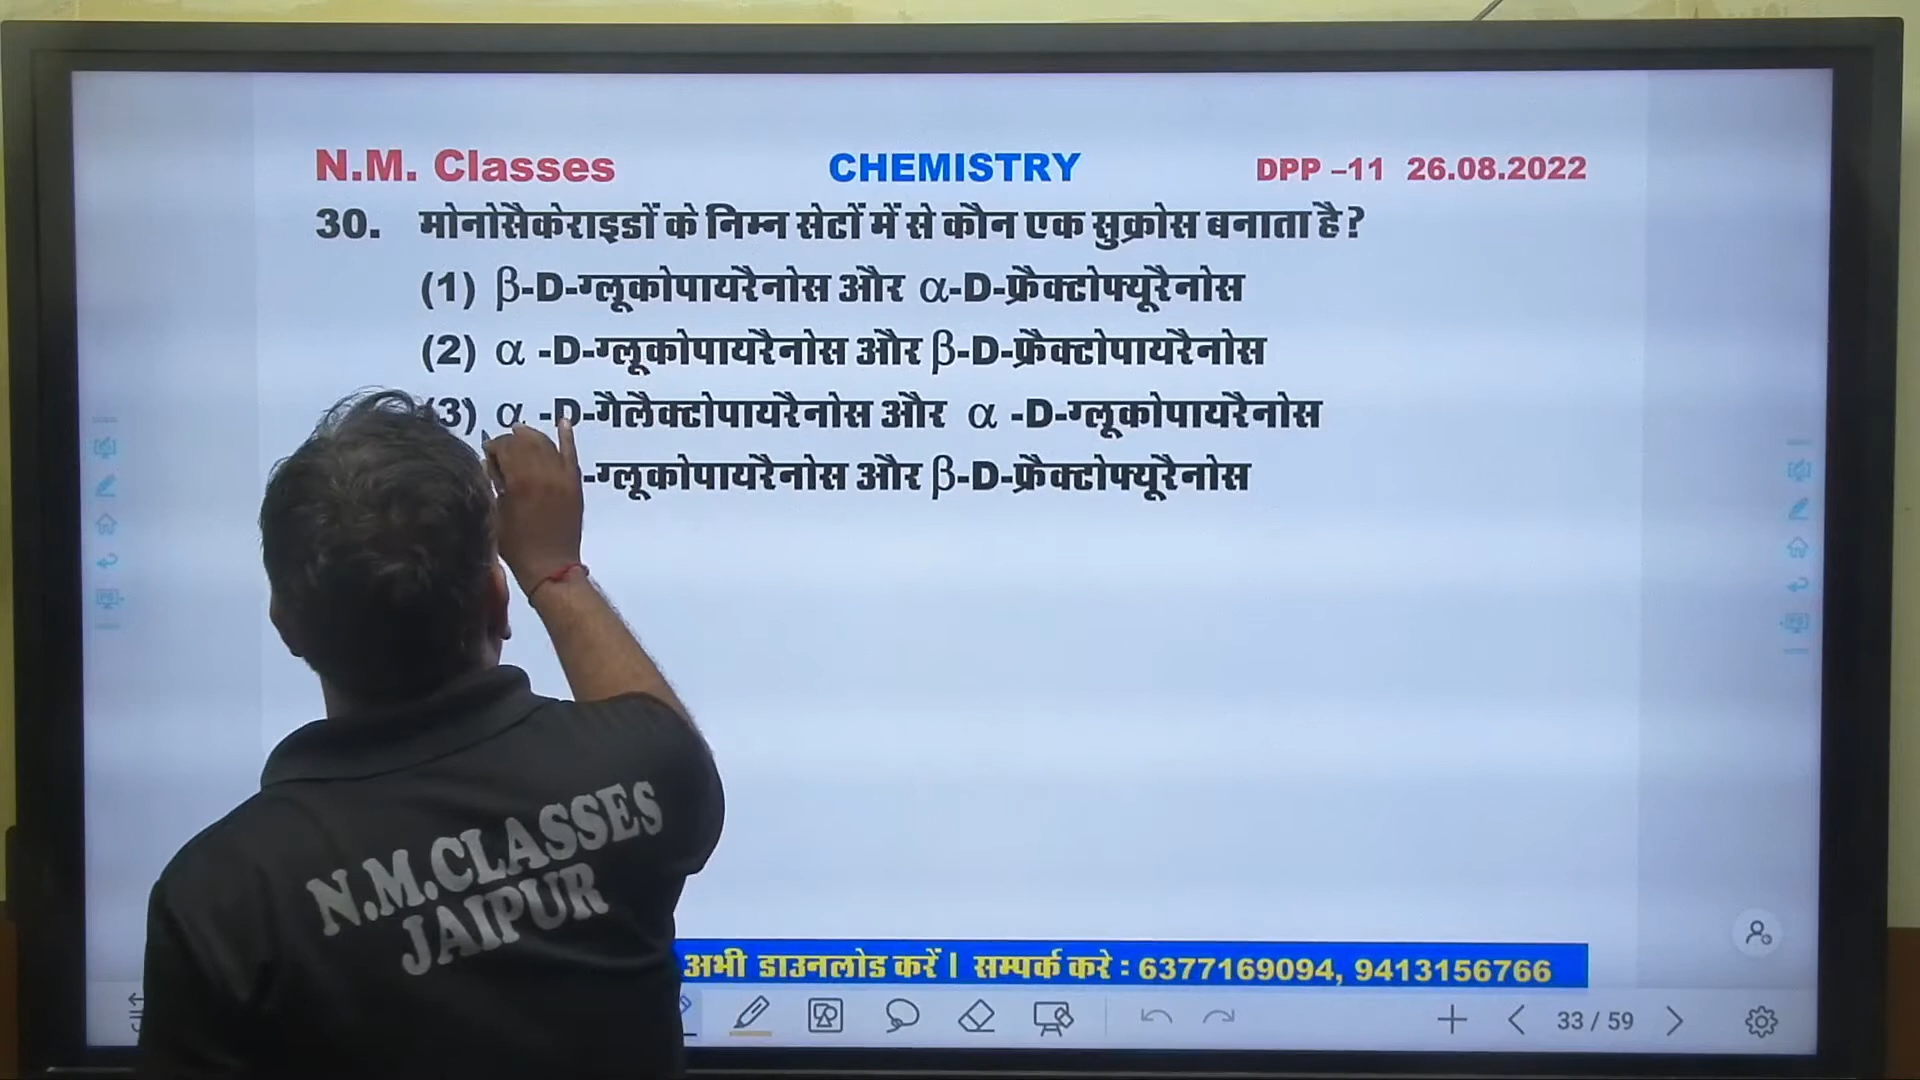 N.M. Classes CHEMISTRY DPP –11 26.08.2022
30. मोनोसैकेराइडों के निम्न सेटों में से कौन एक सुक्रोस बनाता है?
(1) β-D-ग्लूकोपायरैनोस और α-D-फ्रैक्टोफ्यूरैनोस
(2) α -D-ग्लूकोपायरैनोस और β-D-फ्रैक्टोपायरैनोस
3) α -D-गैलैक्टोपायरैनोस और α -D-ग्लूकोपायरैनोस
-ग्लूकोपायरैनोस और β-D-फ्रैक्टोफ्यूरैनोस
N.M.CLASSES
JAIPUR
अभी डाउनलोड करें। सम्पर्क करे : 6377169094, 9413156766
33 / 59